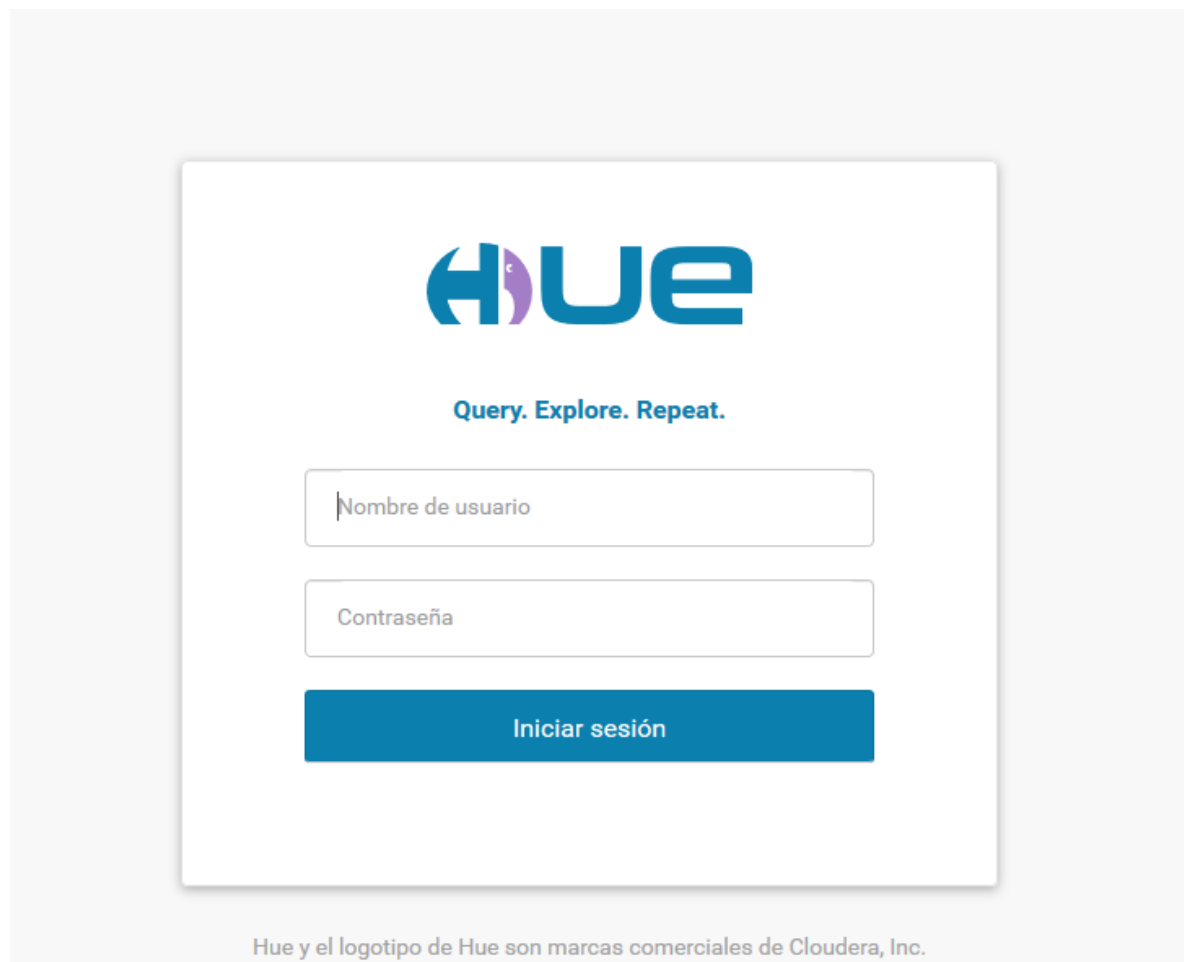 HUE
Query. Explore. Repeat.
Nombre de usuario
Contraseña
Iniciar sesión
Hue y el logotipo de Hue son marcas comerciales de Cloudera, Inc.